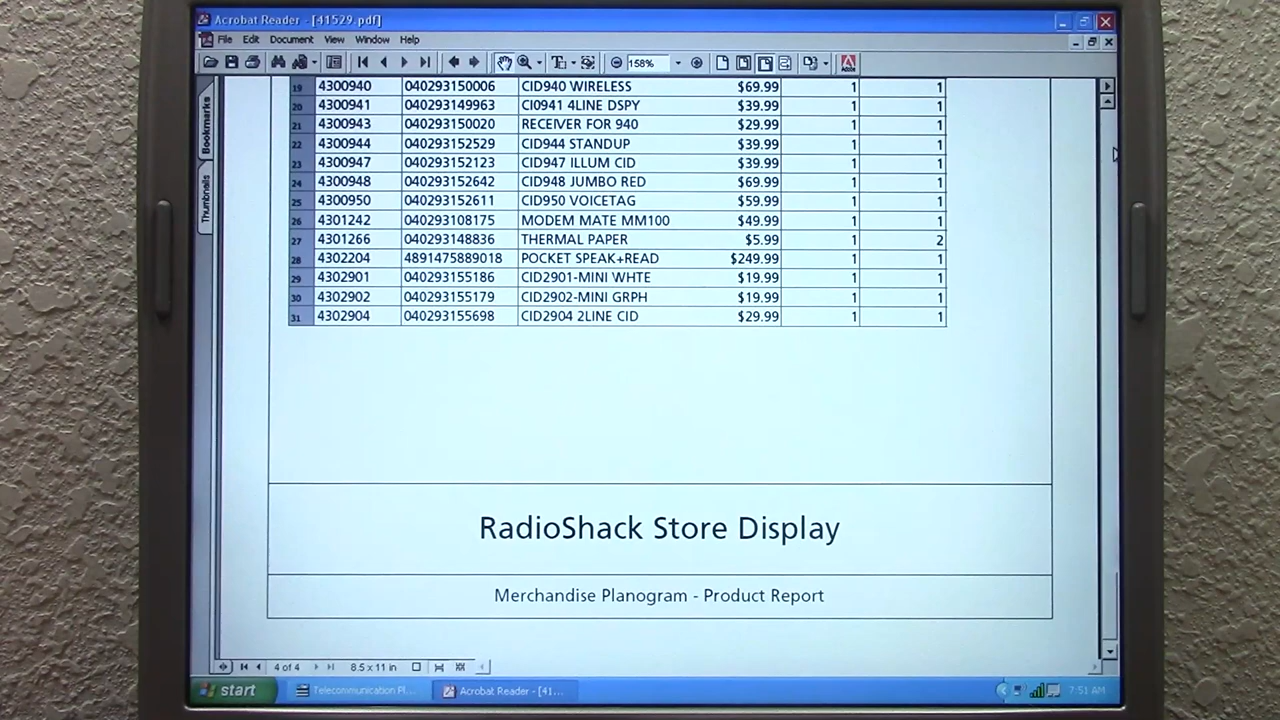 Acrobat Reader - [41529.pdf]
File Edit Document View Window Help
158%
Bookmarks
Thumbnails
19 4300940 040293150006 CID940 WIRELESS $69.99 1 1
20 4300941 040293149963 CI0941 4LINE DSPY $39.99 1 1
21 4300943 040293150020 RECEIVER FOR 940 $29.99 1 1
22 4300944 040293152529 CID944 STANDUP $39.99 1 1
23 4300947 040293152123 CID947 ILLUM CID $39.99 1 1
24 4300948 040293152642 CID948 JUMBO RED $69.99 1 1
25 4300950 040293152611 CID950 VOICETAG $59.99 1 1
26 4301242 040293108175 MODEM MATE MM100 $49.99 1 1
27 4301266 040293148836 THERMAL PAPER $5.99 1 2
28 4302204 4891475889018 POCKET SPEAK+READ $249.99 1 1
29 4302901 040293155186 CID2901-MINI WHTE $19.99 1 1
30 4302902 040293155179 CID2902-MINI GRPH $19.99 1 1
31 4302904 040293155698 CID2904 2LINE CID $29.99 1 1
RadioShack Store Display
Merchandise Planogram - Product Report
4 of 4 8.5 x 11 in
start Telecommunication Pl... Acrobat Reader - [41... 7:51 AM